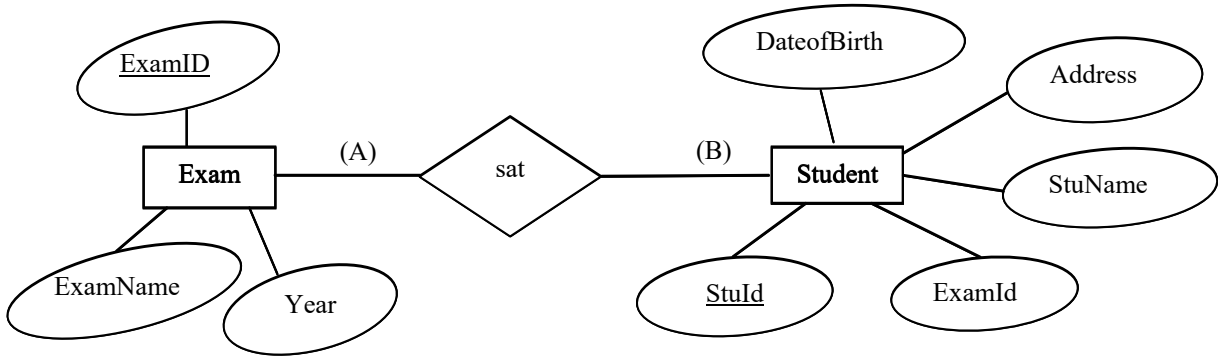 DateofBirth
ExamID
Address
(A)
(B)
Exam
sat
Student
StuName
ExamName
Year
StuId
ExamId